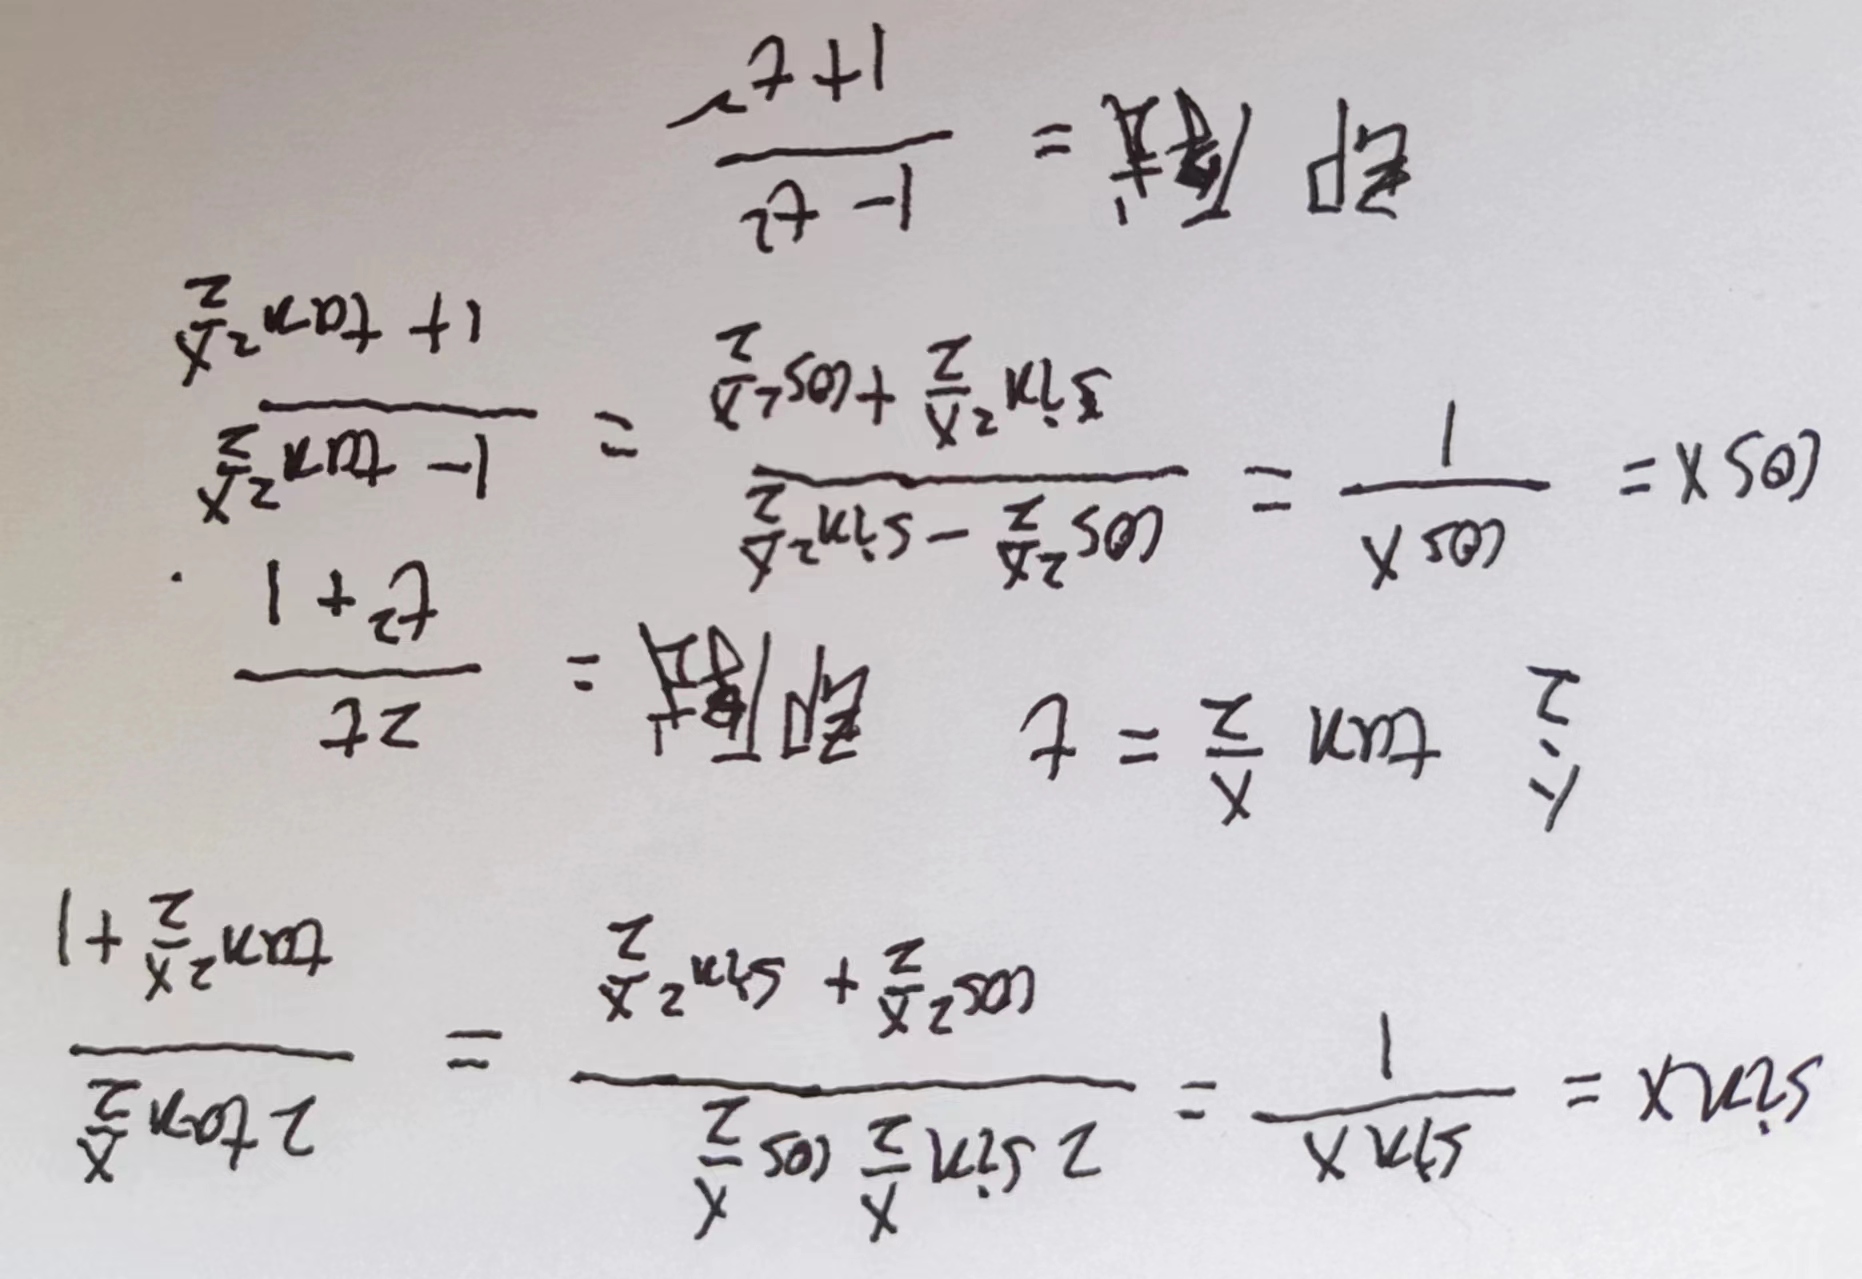 sinx = \frac{sinx}{1} = \frac{2 sin\frac{x}{2} cos\frac{x}{2}}{cos^2\frac{x}{2} + sin^2\frac{x}{2}} = \frac{2 tan\frac{x}{2}}{tan^2\frac{x}{2} + 1}
令 tan\frac{x}{2} = t 即原式 = \frac{2t}{t^2 + 1}.
cosx = \frac{cosx}{1} = \frac{cos^2\frac{x}{2} - sin^2\frac{x}{2}}{sin^2\frac{x}{2} + cos^2\frac{x}{2}} = \frac{1 - tan^2\frac{x}{2}}{1 + tan^2\frac{x}{2}}
即原式 = \frac{1 - t^2}{1 + t^2}